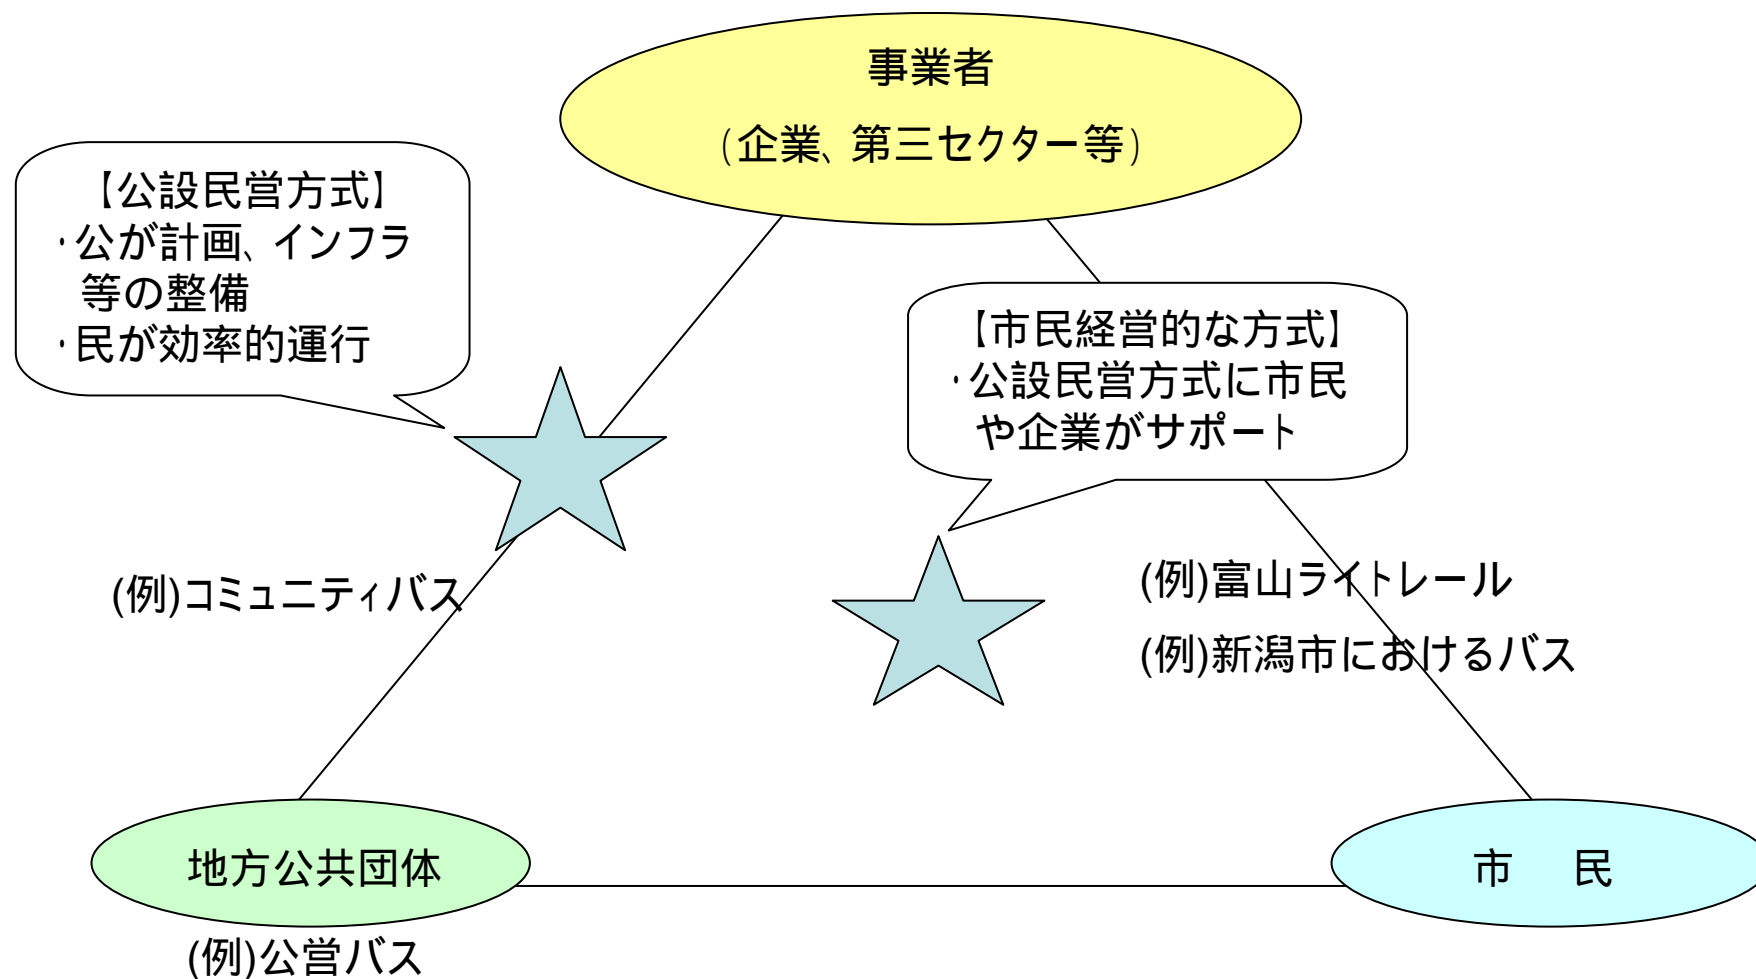 事業者
(企業、第三セクター等)
【公設民営方式】
・公が計画、インフラ
等の整備
・民が効率的運行
【市民経営的な方式】
・公設民営方式に市民
や企業がサポート
(例)コミュニティバス
(例)富山ライトレール
(例)新潟市におけるバス
地方公共団体
市 民
(例)公営バス